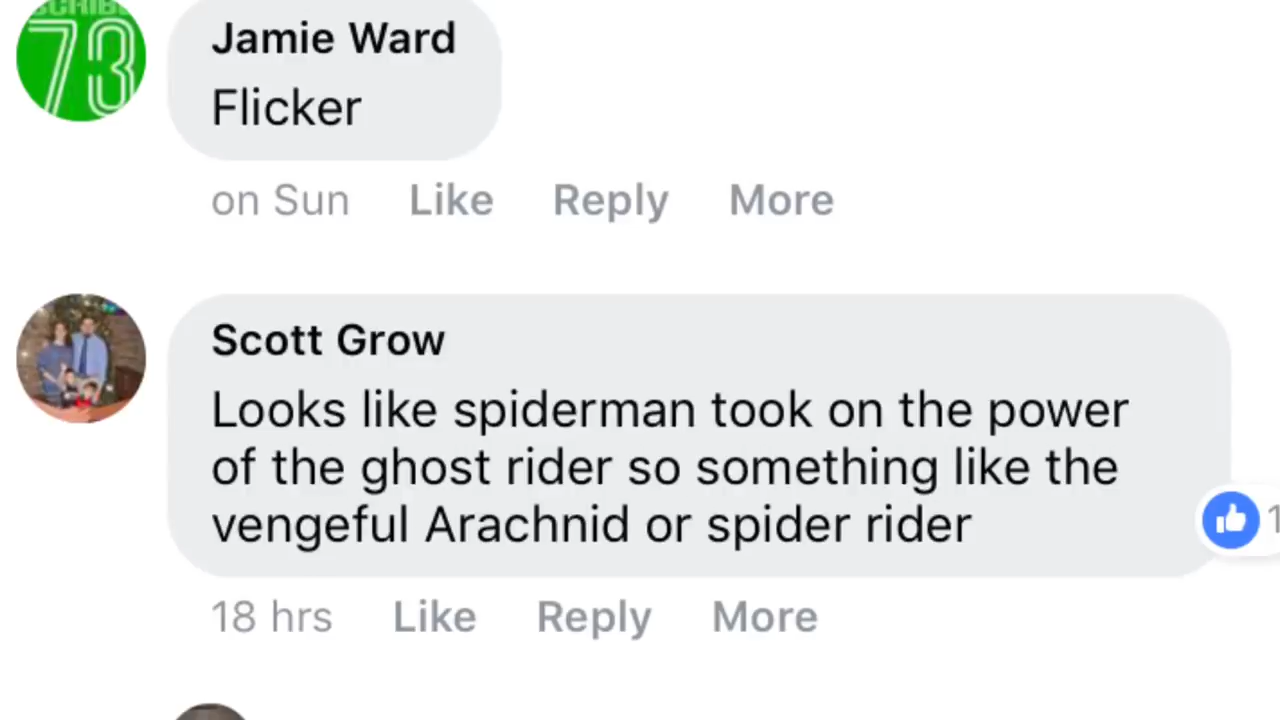 73
Jamie Ward
Flicker
on Sun Like Reply More
Scott Grow
Looks like spiderman took on the power
of the ghost rider so something like the
vengeful Arachnid or spider rider
1
18 hrs Like Reply More